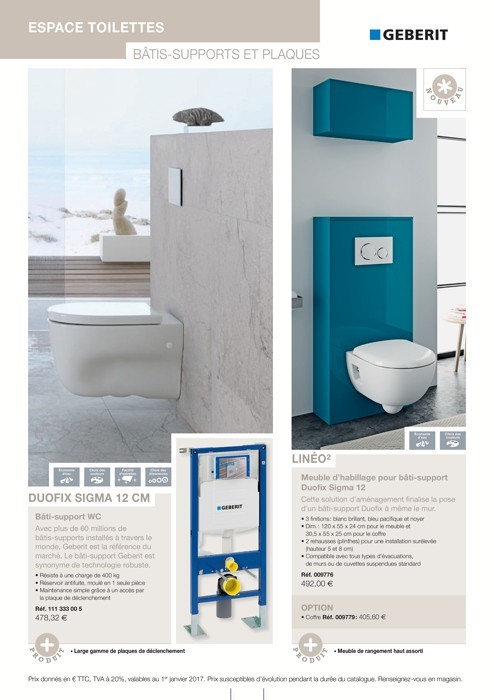 ESPACE TOILETTES
BÂTIS-SUPPORTS ET PLAQUES
GEBERIT
NOUVEAU
DUOFIX SIGMA 12 CM
Bâti-support WC
Avec plus de 60 millions de
bâtis-supports installés à travers le
monde, Geberit est la référence du
marché. Le bâti-support Geberit est
synonyme de technologie robuste.
• Résiste à une charge de 400 kg
• Réservoir antifuite, moulé en 1 seule pièce
• Maintenance simple grâce à un accès par
la plaque de déclenchement
Réf. 111 333 00 5
478,32 €
GEBERIT
PRODUIT
• Large gamme de plaques de déclenchement
LINÉO²
Meuble d'habillage pour bâti-support
Duofix Sigma 12
Cette solution d'aménagement finalise la pose
d'un bâti-support Duofix à même le mur.
• 3 finitions: blanc brillant, bleu pacifique et noyer
• Dim.: 120 x 55 x 24 cm pour le meuble et
30,5 x 55 x 25 cm pour le coffre
• 2 rehausses (plinthes) pour une installation surélevée
(hauteur 5 et 8 cm)
• Compatible avec tous types d'évacuations,
de murs ou de cuvettes suspendues standard
Réf. 009776
492,00 €
OPTION
• Coffre Réf: 009779: 405,60 €
PRODUIT
• Meuble de rangement haut assorti
Prix donnés en € TTC, TVA à 20%, valables au 1er janvier 2017. Prix susceptibles d'évolution pendant la durée du catalogue. Renseignez-vous en magasin.